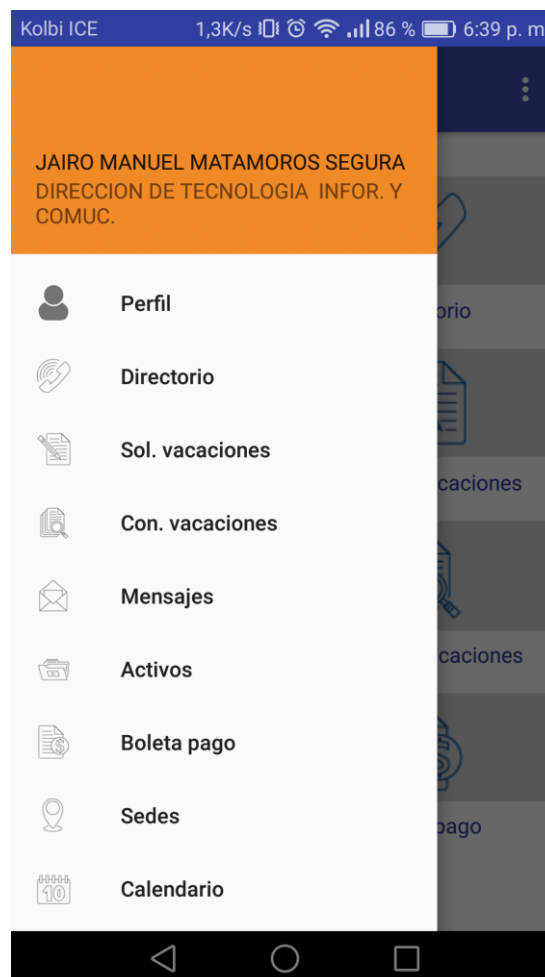 Kolbi ICE 1,3K/s 86 % 6:39 p. m
JAIRO MANUEL MATAMOROS SEGURA
DIRECCION DE TECNOLOGIA INFOR. Y
COMUC.
Perfil
orio
Directorio
Sol. vacaciones
caciones
Con. vacaciones
Mensajes
caciones
Activos
Boleta pago
Sedes
pago
10
Calendario